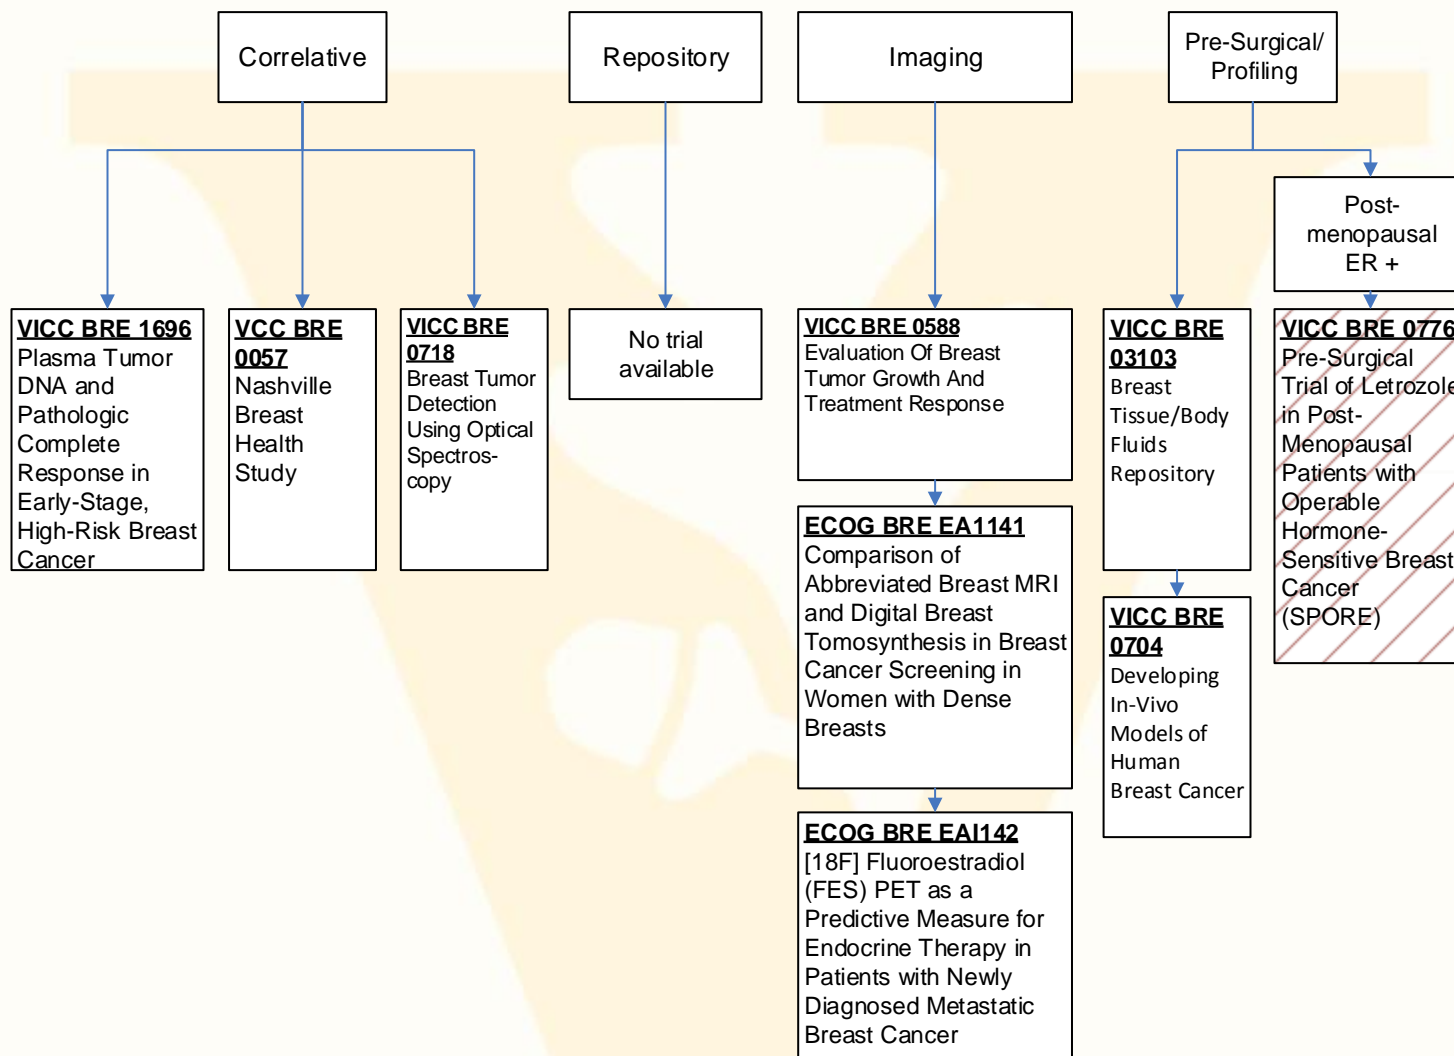 Correlative
Repository
Imaging
Pre-Surgical/
Profiling
Post-
menopausal
ER +
VICC BRE 1696
Plasma Tumor
DNA and
Pathologic
Complete
Response in
Early-Stage,
High-Risk Breast
Cancer
VCC BRE
0057
Nashville
Breast
Health
Study
VICC BRE
0718
Breast Tumor
Detection
Using Optical
Spectros-
copy
No trial
available
VICC BRE 0588
Evaluation Of Breast
Tumor Growth And
Treatment Response
ECOG BRE EA1141
Comparison of
Abbreviated Breast MRI
and Digital Breast
Tomosynthesis in Breast
Cancer Screening in
Women with Dense
Breasts
ECOG BRE EAI142
[18F] Fluoroestradiol
(FES) PET as a
Predictive Measure for
Endocrine Therapy in
Patients with Newly
Diagnosed Metastatic
Breast Cancer
VICC BRE
03103
Breast
Tissue/Body
Fluids
Repository
VICC BRE
0704
Developing
In-Vivo
Models of
Human
Breast Cancer
VICC BRE 0776
Pre-Surgical
Trial of Letrozole
in Post-
Menopausal
Patients with
Operable
Hormone-
Sensitive Breast
Cancer
(SPORE)